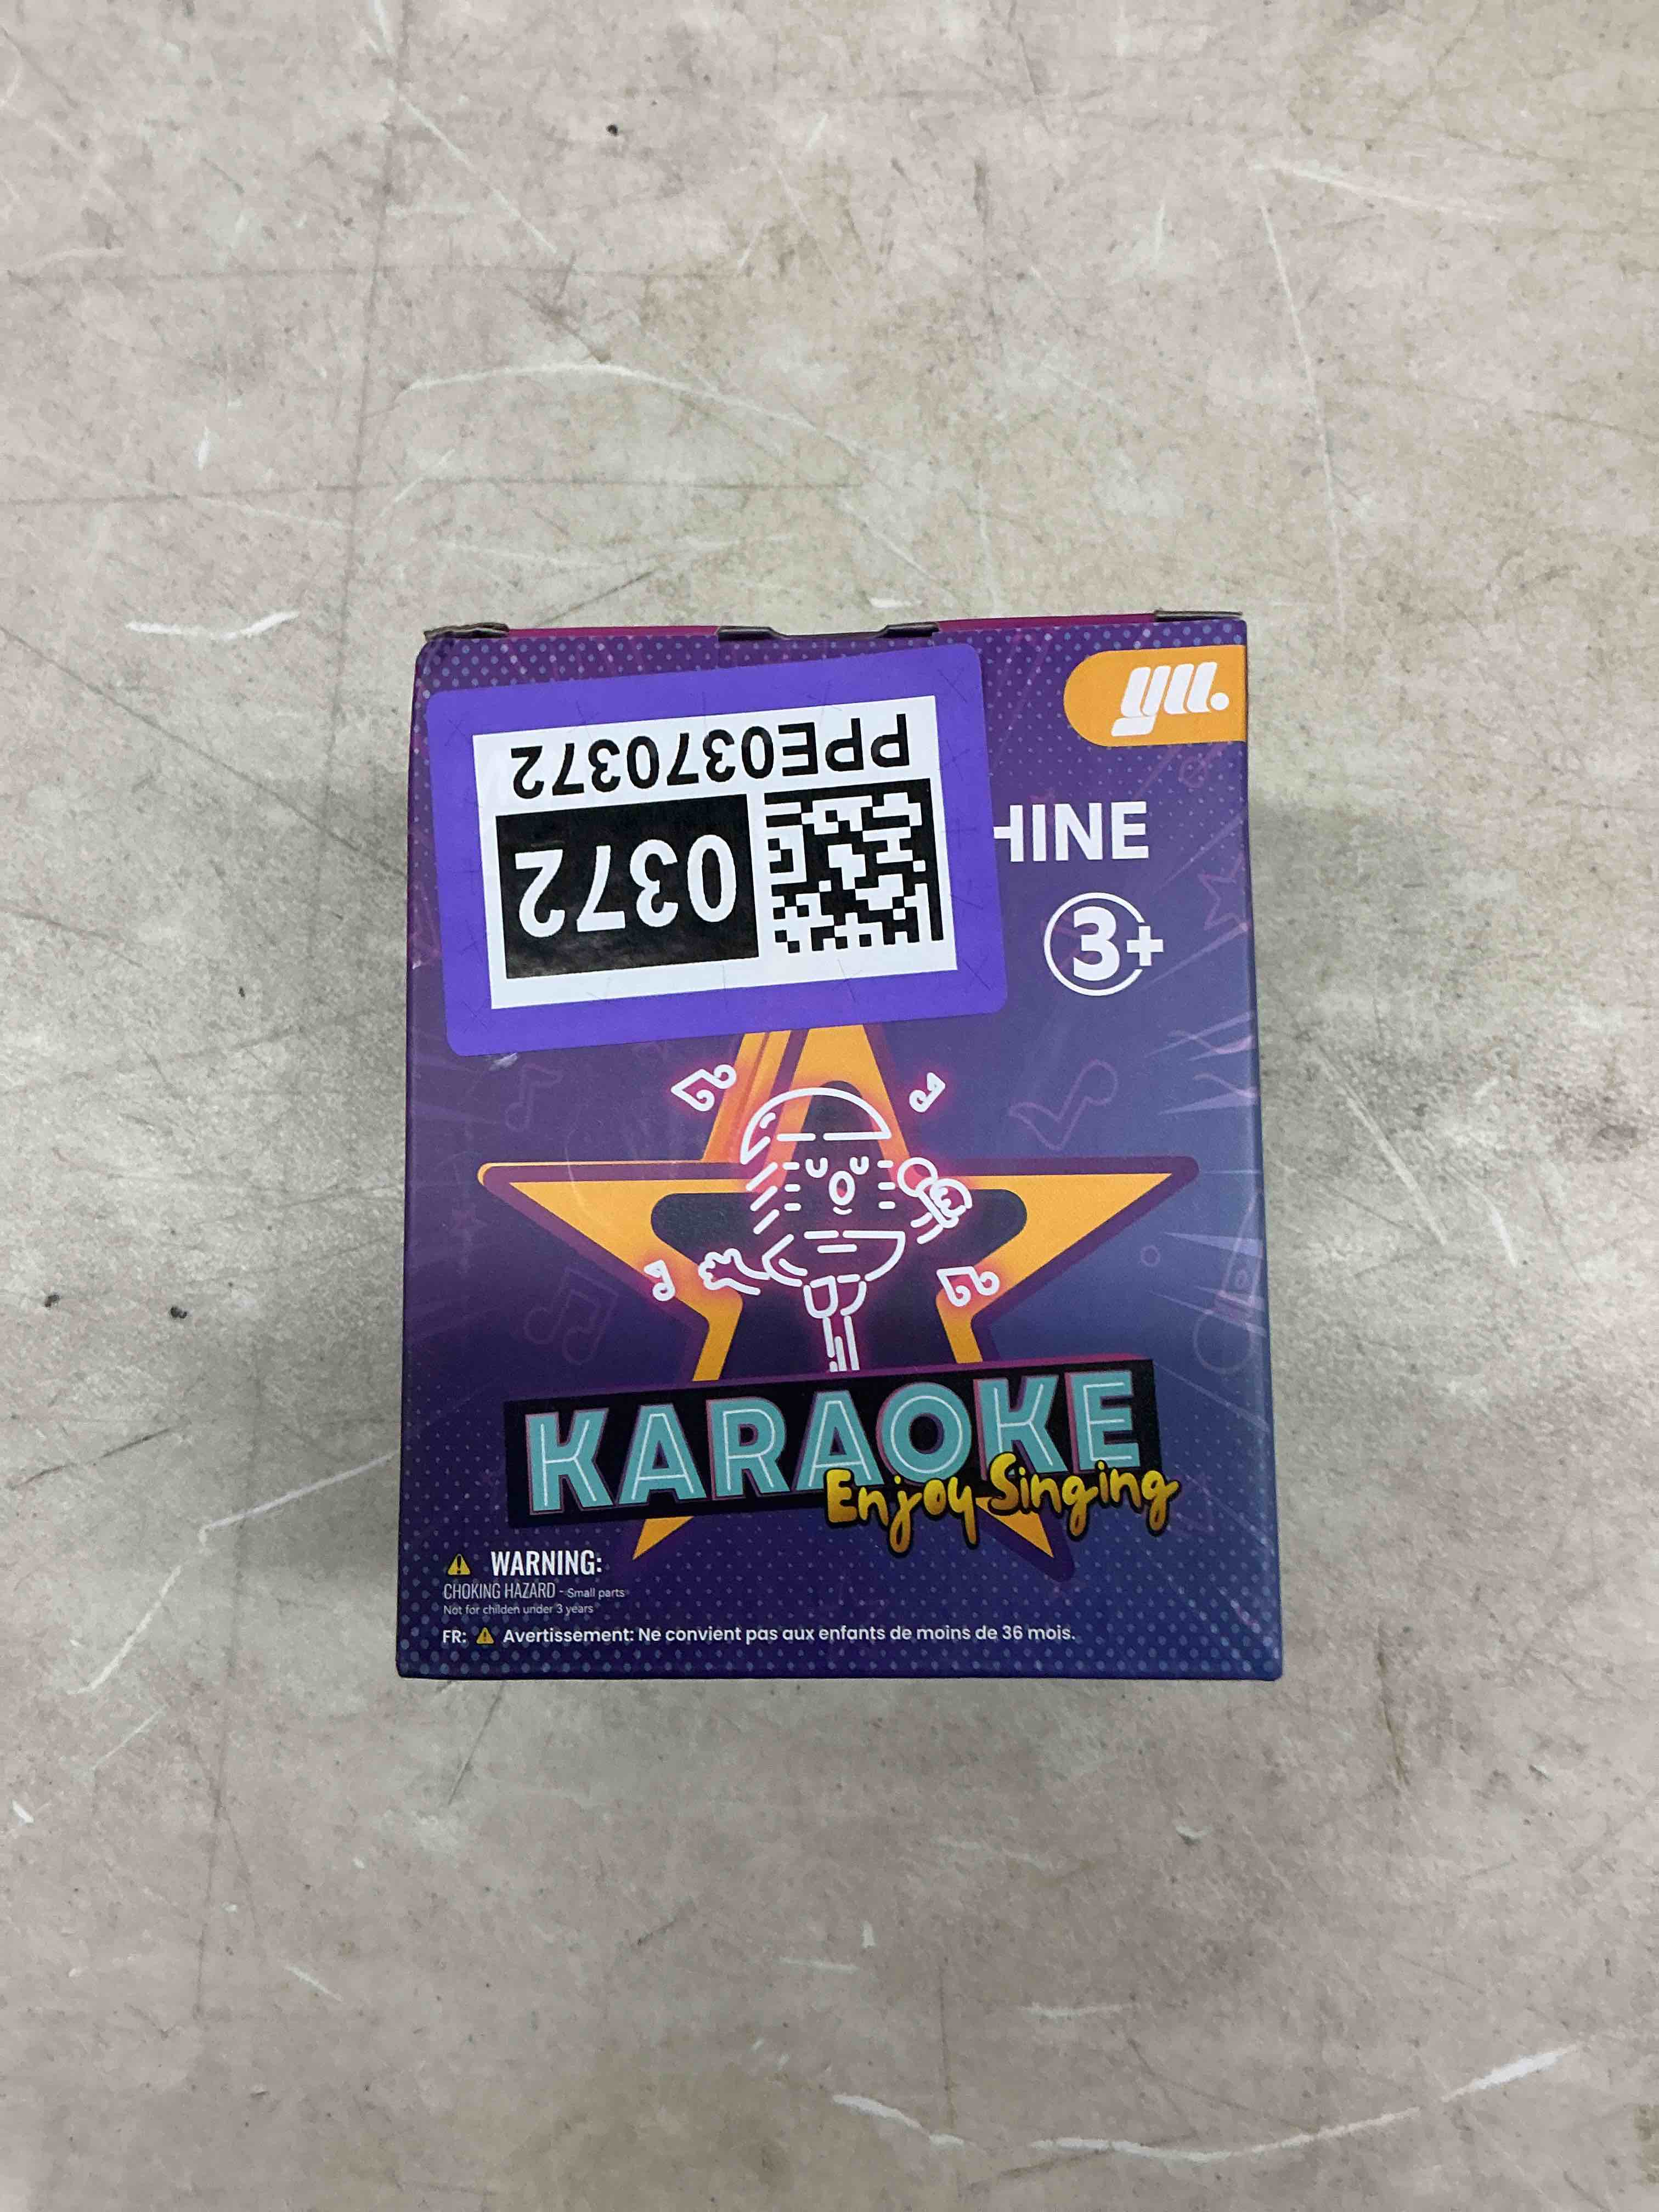 yu.
PPE0370372
0372
HINE
3+
KARAOKE
Enjoy Singing
WARNING:
CHOKING HAZARD - Small parts
Not for childen under 3 years
FR: Avertissement: Ne convient pas aux enfants de moins de 36 mois.